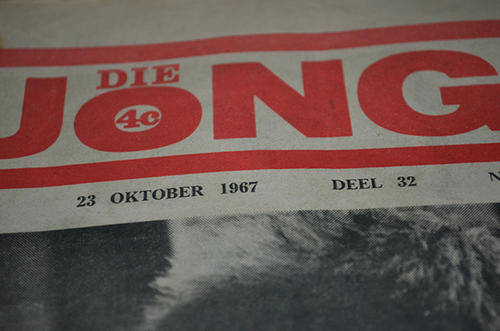 DIE
JONG
4c
23 OKTOBER 1967 DEEL 32 N